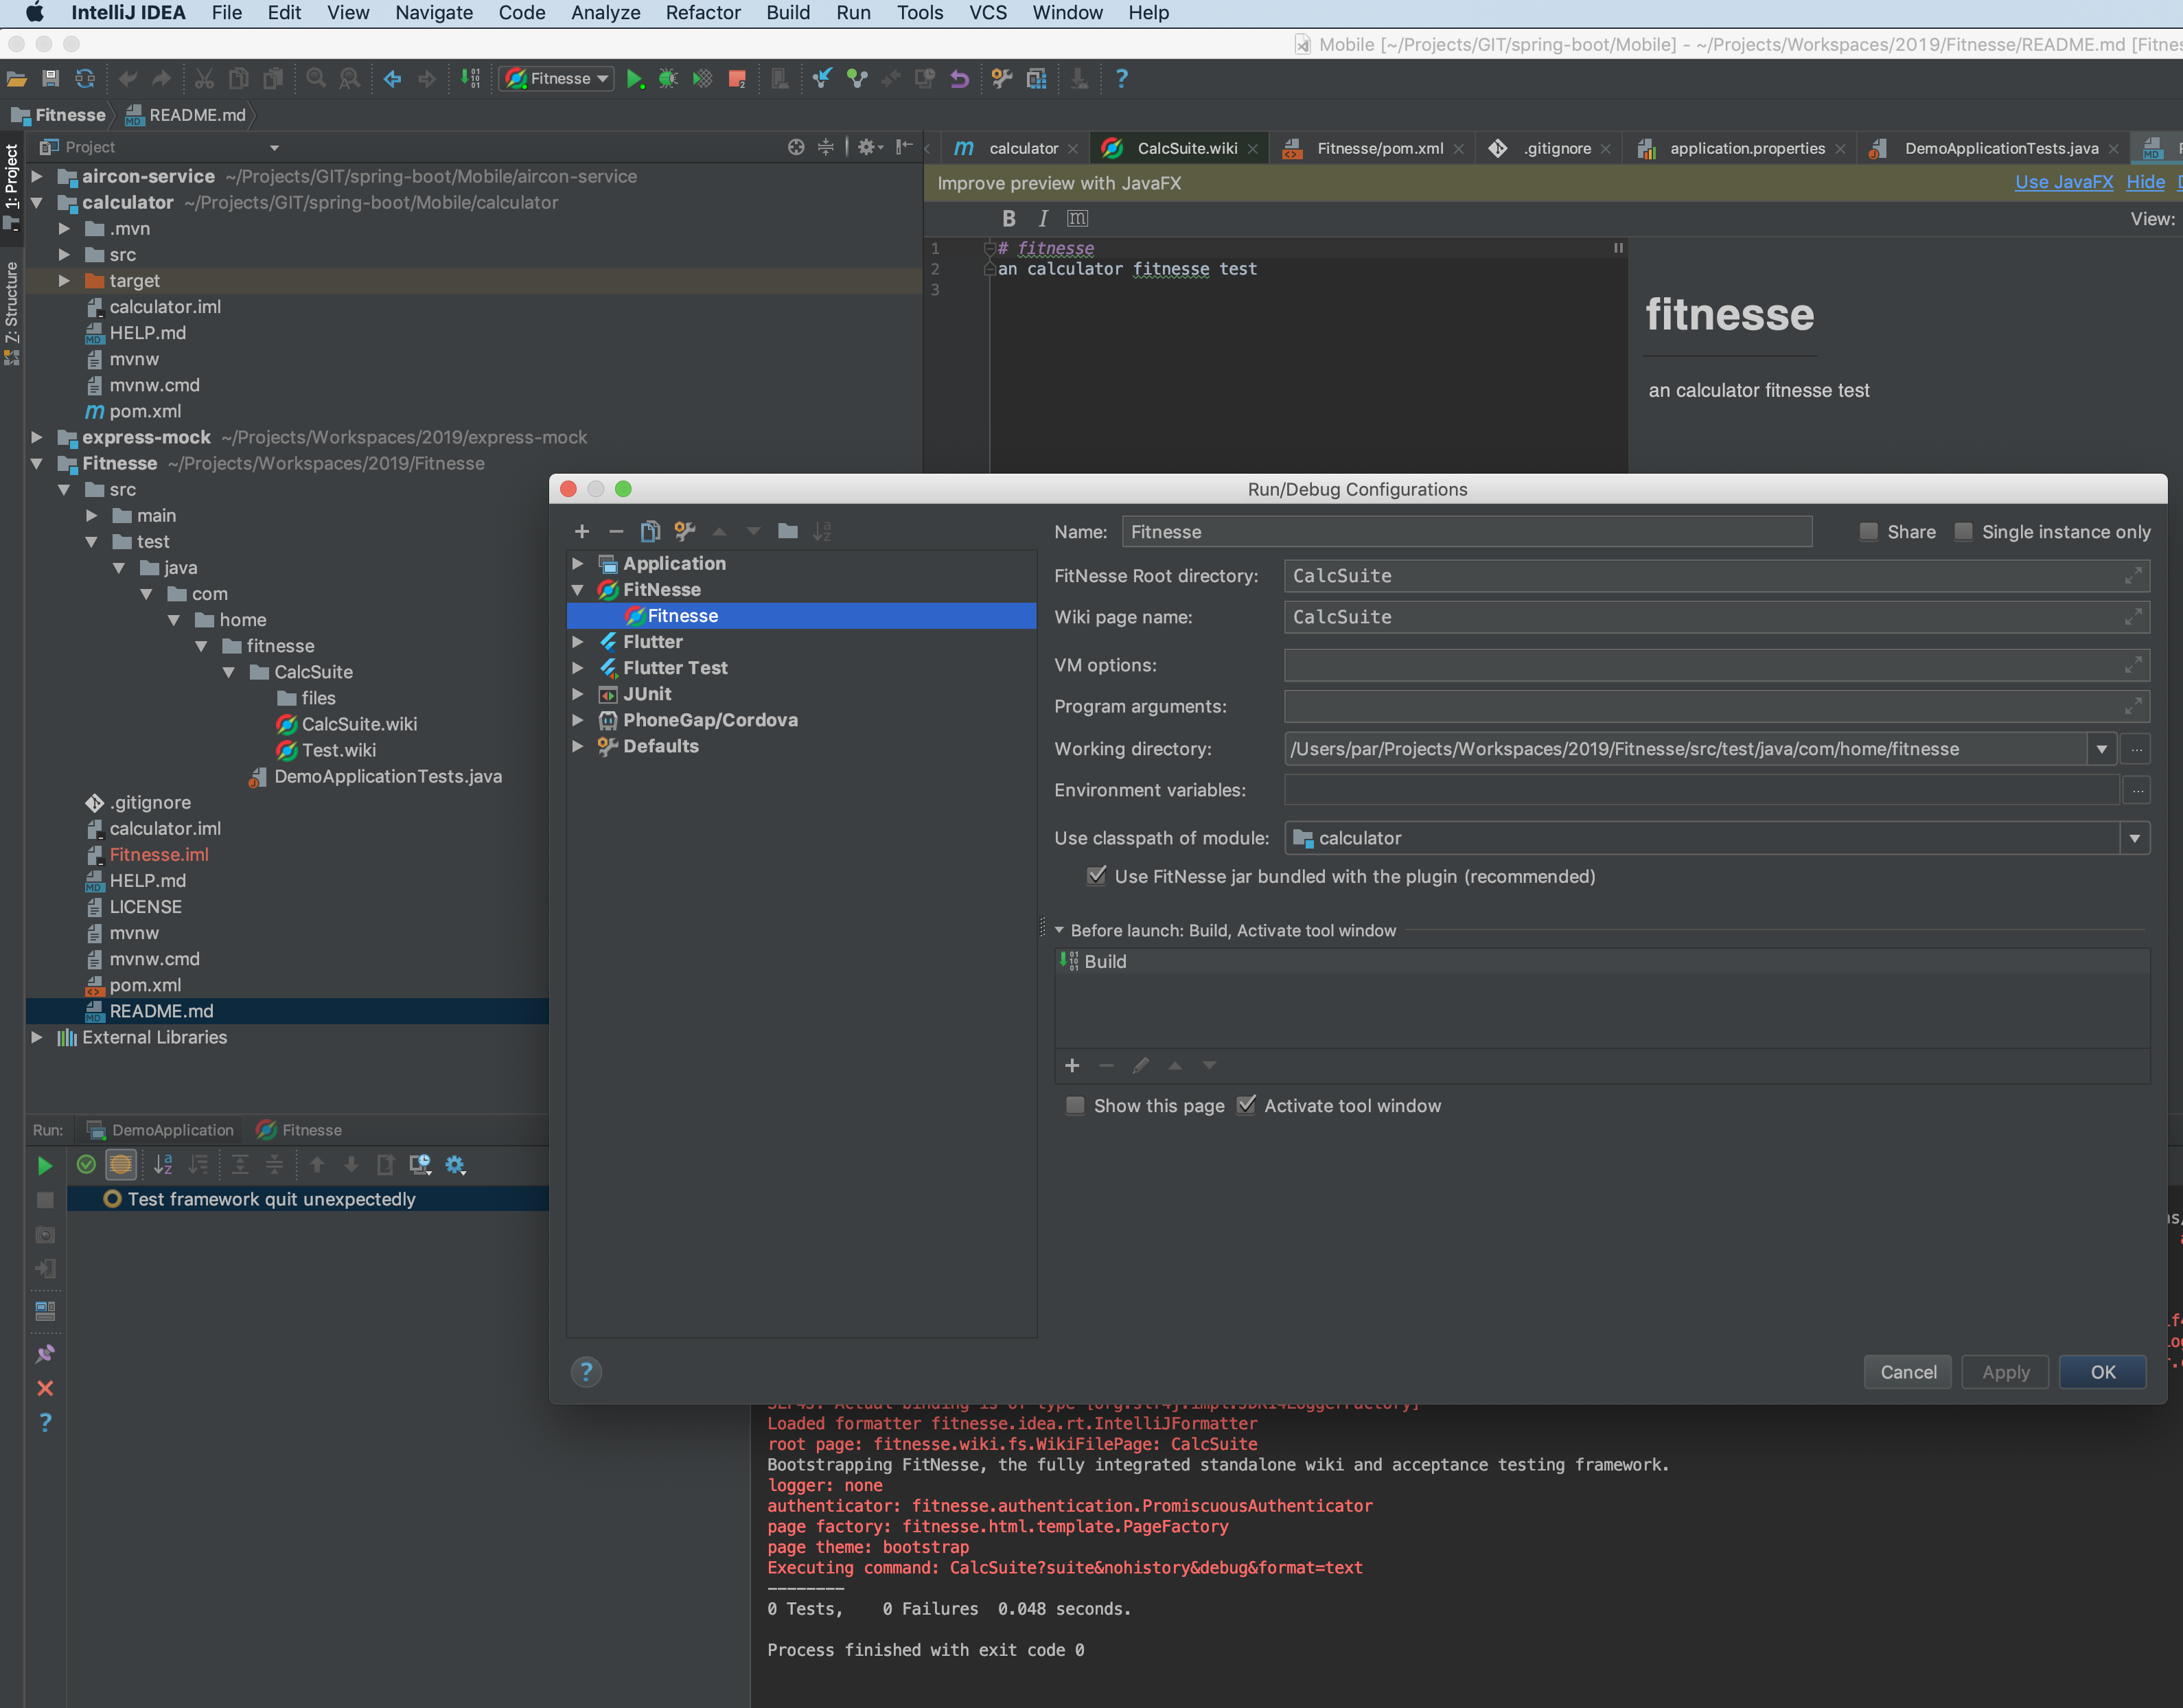 IntelliJ IDEA File Edit View Navigate Code Analyze Refactor Build Run Tools VCS Window Help
Mobile [~/Projects/GIT/spring-boot/Mobile] - ~/Projects/Workspaces/2019/Fitnesse/README.md
Fitnesse
Fitnesse README.md
1: Project
Z: Structure
Project
aircon-service ~/Projects/GIT/spring-boot/Mobile/aircon-service
calculator ~/Projects/GIT/spring-boot/Mobile/calculator
.mvn
src
target
calculator.iml
HELP.md
mvnw
mvnw.cmd
pom.xml
express-mock ~/Projects/Workspaces/2019/express-mock
Fitnesse ~/Projects/Workspaces/2019/Fitnesse
src
main
test
java
com
home
fitnesse
CalcSuite
files
CalcSuite.wiki
Test.wiki
DemoApplicationTests.java
.gitignore
calculator.iml
Fitnesse.iml
HELP.md
LICENSE
mvnw
mvnw.cmd
pom.xml
README.md
External Libraries
calculator CalcSuite.wiki Fitnesse/pom.xml .gitignore application.properties DemoApplicationTests.java
Improve preview with JavaFX Use JavaFX Hide
B I m
View:
1 # fitnesse
2 an calculator fitnesse test
3
fitnesse
an calculator fitnesse test
Run/Debug Configurations
Application
FitNesse
Fitnesse
Flutter
Flutter Test
JUnit
PhoneGap/Cordova
Defaults
Name: Fitnesse Share Single instance only
FitNesse Root directory: CalcSuite
Wiki page name: CalcSuite
VM options:
Program arguments:
Working directory: /Users/par/Projects/Workspaces/2019/Fitnesse/src/test/java/com/home/fitnesse
Environment variables:
Use classpath of module: calculator
Use FitNesse jar bundled with the plugin (recommended)
Before launch: Build, Activate tool window
Build
Show this page Activate tool window
Cancel Apply OK
Run: DemoApplication Fitnesse
Test framework quit unexpectedly
SLF4J: Actual binding is of type [org.slf4j.impl.JDK14LoggerFactory]
Loaded formatter fitnesse.idea.rt.IntelliJFormatter
root page: fitnesse.wiki.fs.WikiFilePage: CalcSuite
Bootstrapping FitNesse, the fully integrated standalone wiki and acceptance testing framework.
logger: none
authenticator: fitnesse.authentication.PromiscuousAuthenticator
page factory: fitnesse.html.template.PageFactory
page theme: bootstrap
Executing command: CalcSuite?suite&nohistory&debug&format=text
--------
0 Tests, 0 Failures 0.048 seconds.
Process finished with exit code 0